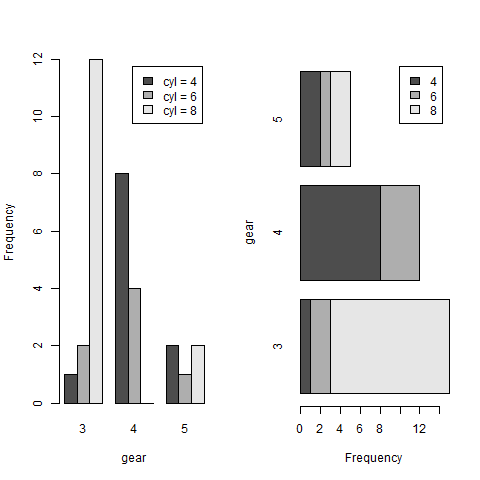 12
10
8
6
4
2
0
Frequency
cyl = 4
cyl = 6
cyl = 8
3 4 5
gear
4
6
8
5
4
3
gear
0 2 4 6 8 12
Frequency